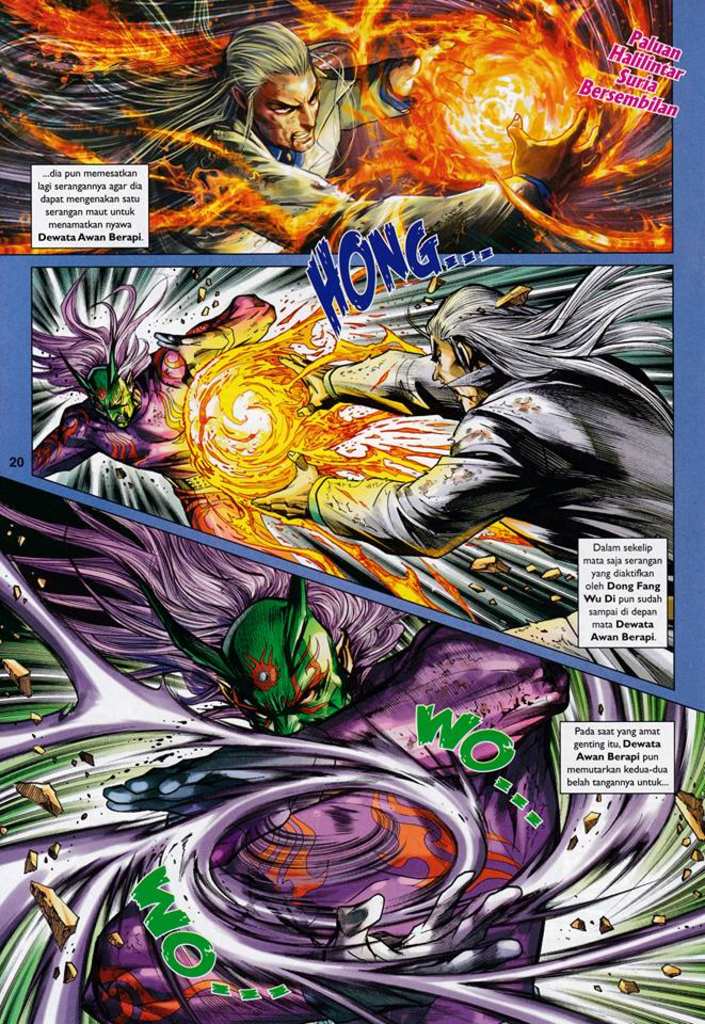 Paluan
Halilintar
Suria
Bersembilan
...dia pun memesatkan
lagi serangannya agar dia
dapat mengenakan satu
serangan maut untuk
menamatkan nyawa
Dewata Awan Berapi.
HONG...
20
Dalam sekelip
mata saja serangan
yang diaktifkan
oleh Dong Fang
Wu Di pun sudah
sampai di depan
mata Dewata
Awan Berapi.
WO...
Pada saat yang amat
genting itu, Dewata
Awan Berapi pun
memutarkan kedua-dua
belah tangannya untuk...
WO...